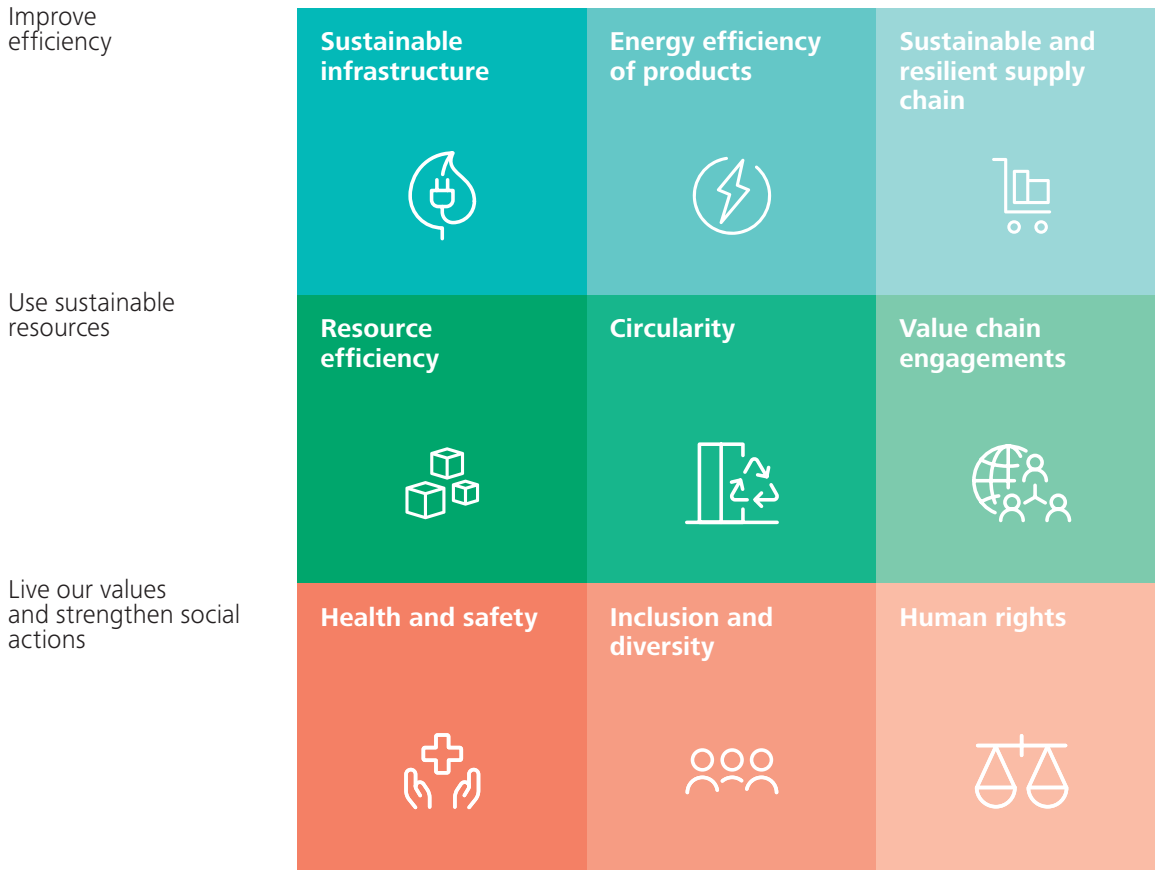 Improve
efficiency
Sustainable
infrastructure
Energy efficiency
of products
Sustainable and
resilient supply
chain
Use sustainable
resources
Resource
efficiency
Circularity
Value chain
engagements
Live our values
and strengthen social
actions
Health and safety
Inclusion and
diversity
Human rights